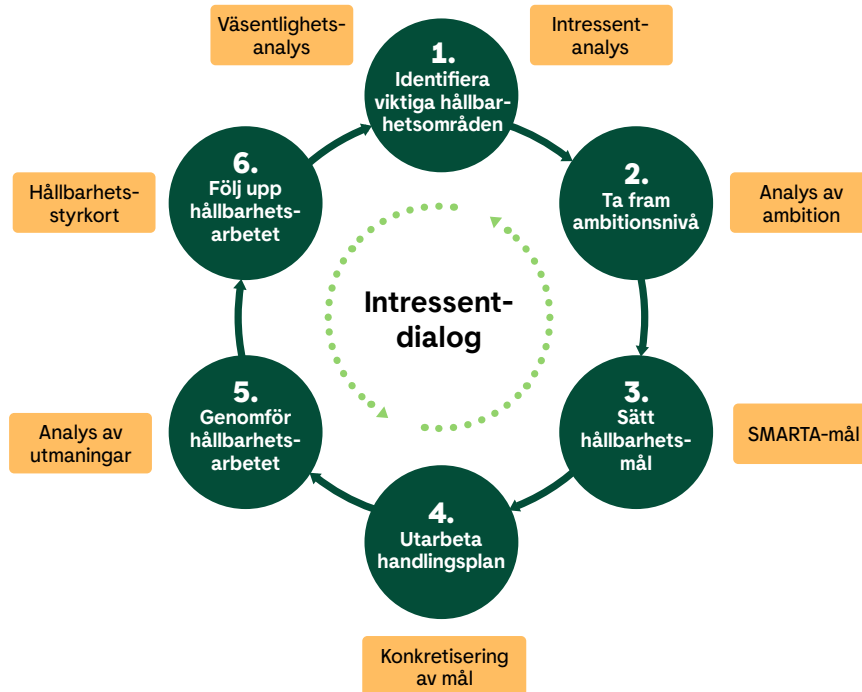 Väsentlighets-
analys
Intressent-
analys
1.
Identifiera
viktiga hållbar-
hetsområden
2.
Ta fram
ambitionsnivå
Analys av
ambition
3.
Sätt
hållbarhets-
mål
SMARTA-mål
4.
Utarbeta
handlingsplan
Konkretisering
av mål
5.
Genomför
hållbarhets-
arbetet
Analys av
utmaningar
6.
Följ upp
hållbarhets-
arbetet
Hållbarhets-
styrkort
Intressent-
dialog